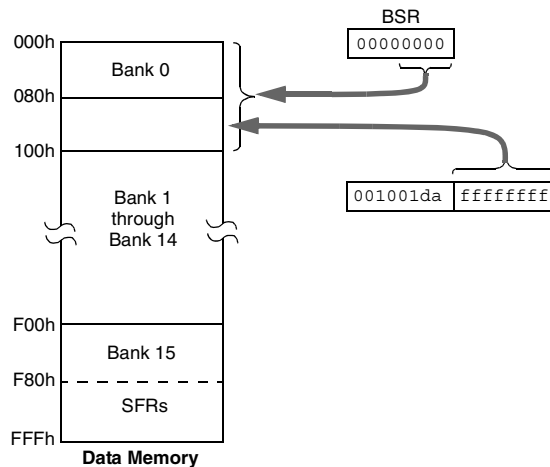 BSR
00000000
000h
Bank 0
080h
100h
001001da ffffffff
Bank 1
through
Bank 14
F00h
Bank 15
F80h
SFRs
FFFh
Data Memory